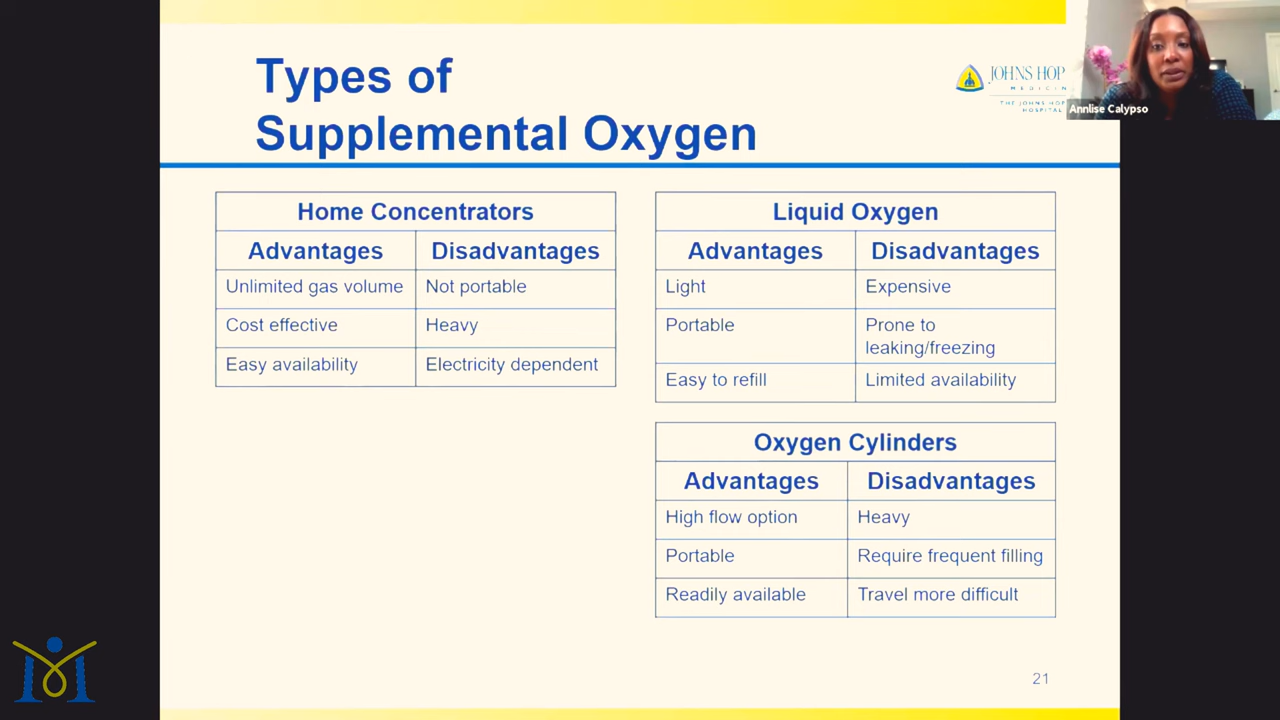 Types of
Supplemental Oxygen
JOHNS HOP
MEDICIN
THE JOHNS HOP
HOSPITAL
Annlise Calypso
Home Concentrators
Advantages Disadvantages
Unlimited gas volume Not portable
Cost effective Heavy
Easy availability Electricity dependent
Liquid Oxygen
Advantages Disadvantages
Light Expensive
Portable Prone to
leaking/freezing
Easy to refill Limited availability
Oxygen Cylinders
Advantages Disadvantages
High flow option Heavy
Portable Require frequent filling
Readily available Travel more difficult
21